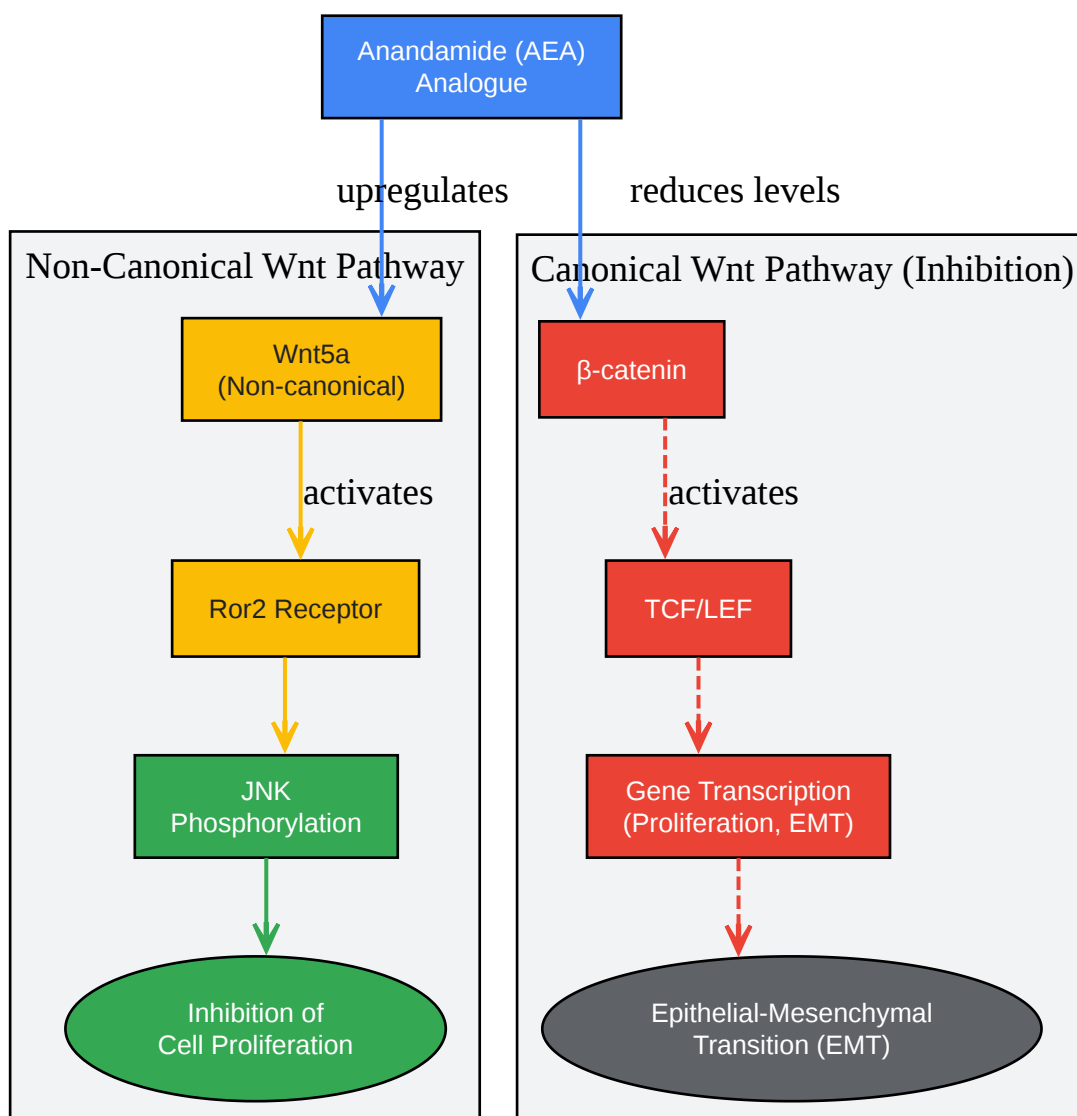 Anandamide (AEA)
Analogue
upregulates
reduces levels
Non-Canonical Wnt Pathway
Canonical Wnt Pathway (Inhibition)
Wnt5a
(Non-canonical)
β-catenin
activates
activates
Ror2 Receptor
TCF/LEF
JNK
Phosphorylation
Gene Transcription
(Proliferation, EMT)
Inhibition of
Cell Proliferation
Epithelial-Mesenchymal
Transition (EMT)